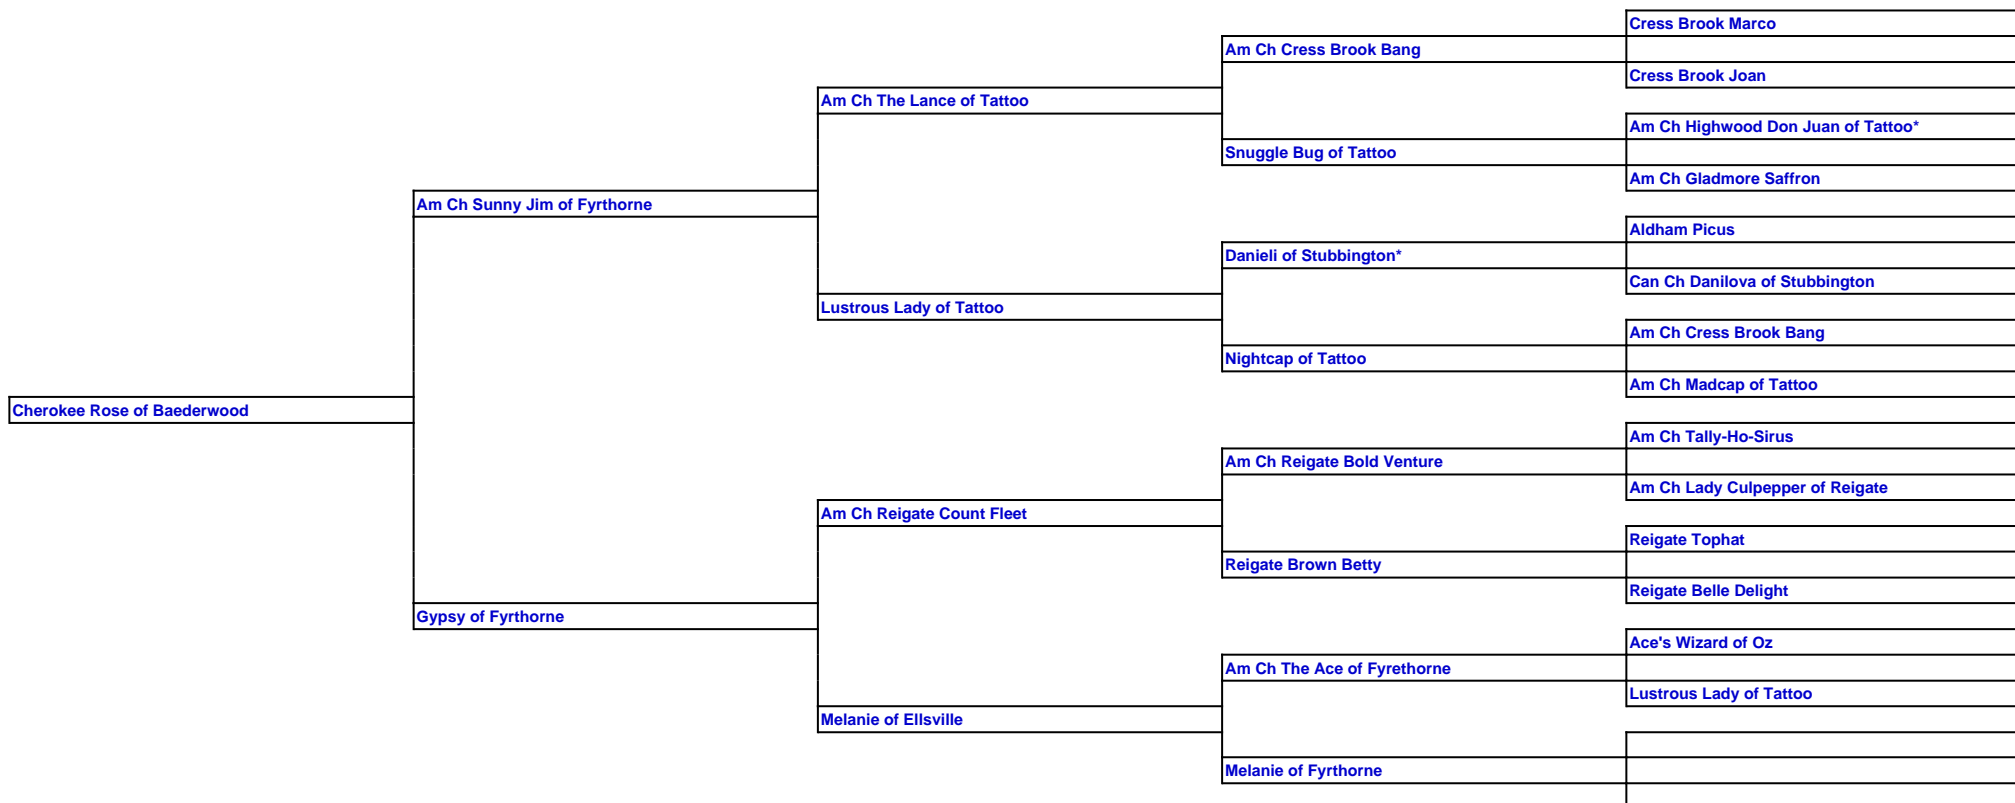 Cress Brook Marco
Am Ch Cress Brook Bang
Cress Brook Joan
Am Ch The Lance of Tattoo
Am Ch Highwood Don Juan of Tattoo*
Snuggle Bug of Tattoo
Am Ch Gladmore Saffron
Am Ch Sunny Jim of Fyrthorne
Aldham Picus
Danieli of Stubbington*
Can Ch Danilova of Stubbington
Lustrous Lady of Tattoo
Am Ch Cress Brook Bang
Nightcap of Tattoo
Am Ch Madcap of Tattoo
Cherokee Rose of Baederwood
Am Ch Tally-Ho-Sirus
Am Ch Reigate Bold Venture
Am Ch Lady Culpepper of Reigate
Am Ch Reigate Count Fleet
Reigate Tophat
Reigate Brown Betty
Reigate Belle Delight
Gypsy of Fyrthorne
Ace's Wizard of Oz
Am Ch The Ace of Fyrethorne
Lustrous Lady of Tattoo
Melanie of Ellsville
Melanie of Fyrthorne